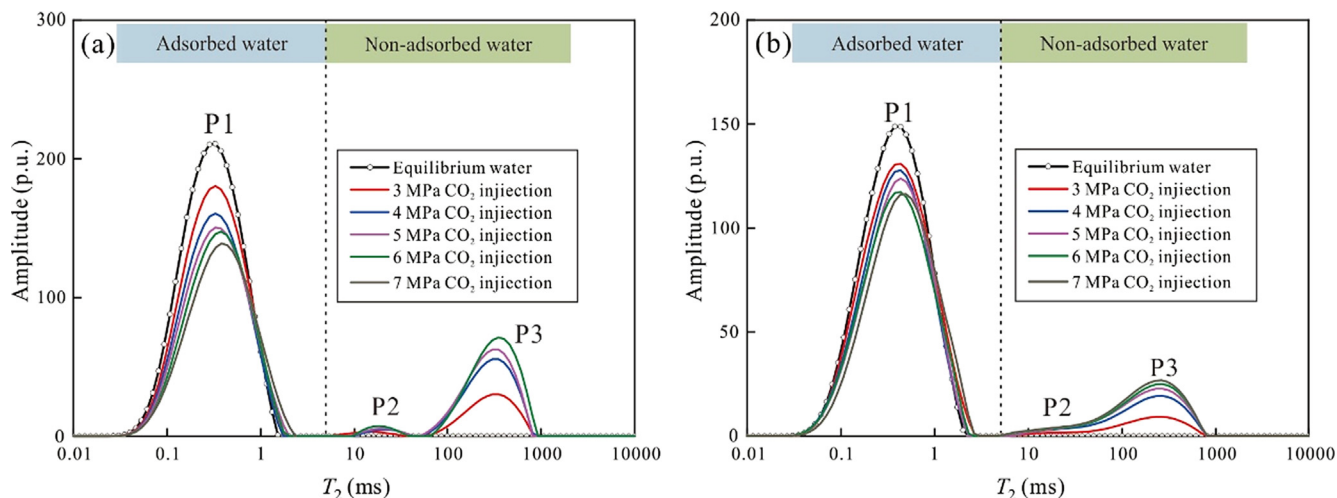 (a)
Adsorbed water
Non-adsorbed water
300
200
100
0
Amplitude (p.u.)
P1
P2
P3
Equilibrium water
3 MPa CO₂ injection
4 MPa CO₂ injection
5 MPa CO₂ injection
6 MPa CO₂ injection
7 MPa CO₂ injiection
0.01
0.1
1
10
100
1000
10000
T₂ (ms)
(b)
Adsorbed water
Non-adsorbed water
200
150
100
50
0
Amplitude (p.u.)
P1
P2
P3
Equilibrium water
3 MPa CO₂ injection
4 MPa CO₂ injection
5 MPa CO₂ injection
6 MPa CO₂ injection
7 MPa CO₂ injiection
0.01
0.1
1
10
100
1000
10000
T₂ (ms)